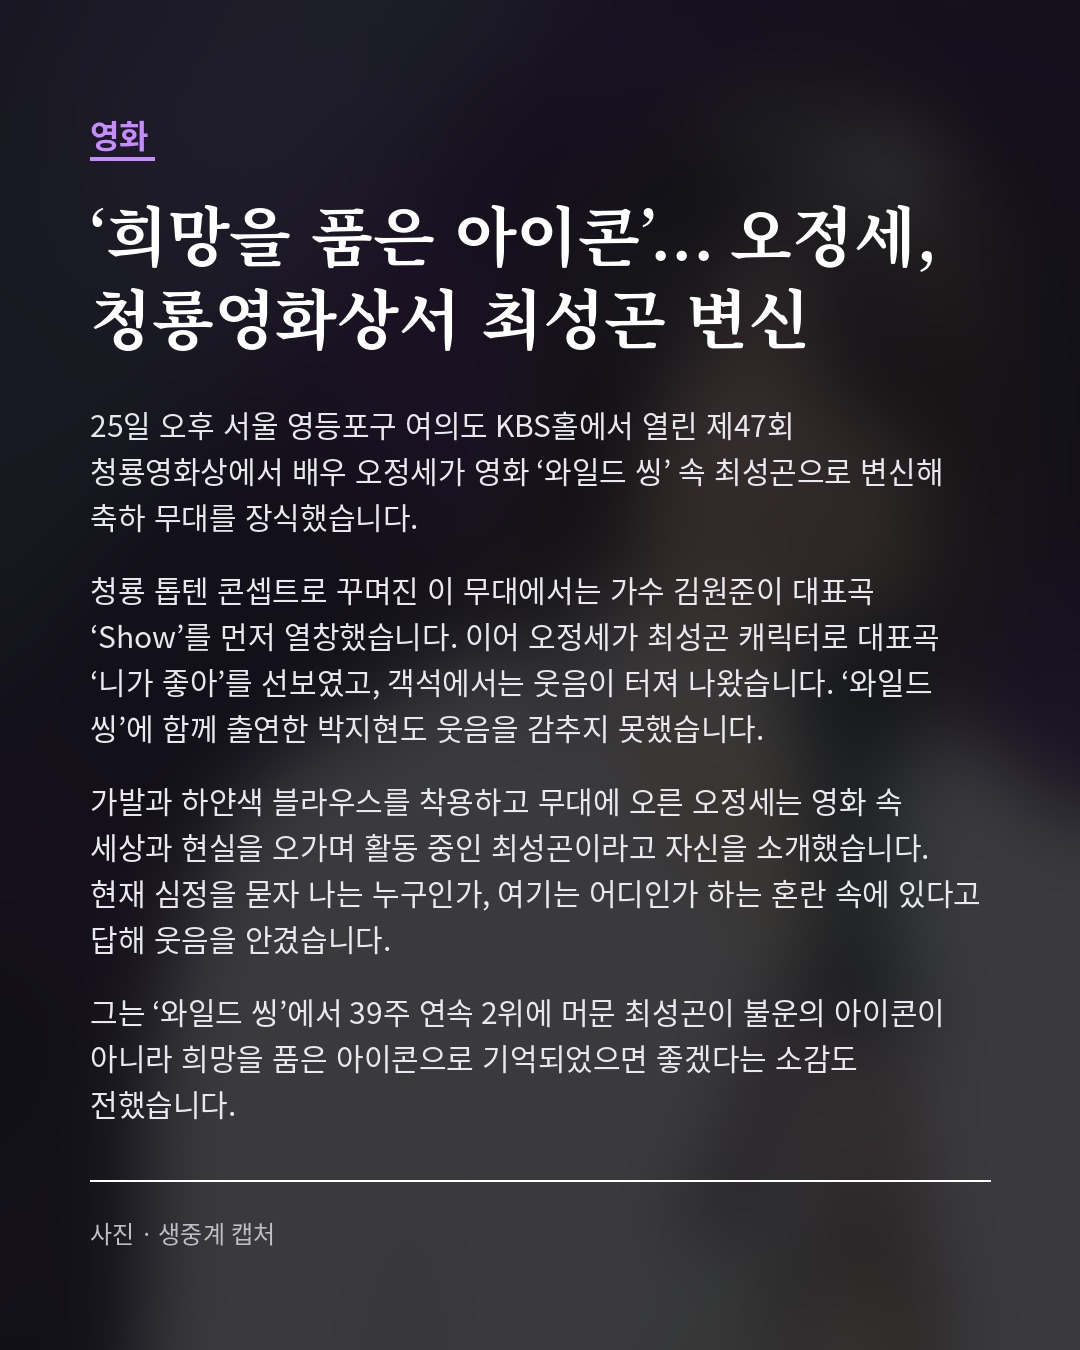 영화
‘희망을 품은 아이콘’... 오정세,
청룡영화상서 최성곤 변신
25일 오후 서울 영등포구 여의도 KBS홀에서 열린 제47회
청룡영화상에서 배우 오정세가 영화 ‘와일드 씽’ 속 최성곤으로 변신해
축하 무대를 장식했습니다.
청룡 톱텐 콘셉트로 꾸며진 이 무대에서는 가수 김원준이 대표곡
‘Show’를 먼저 열창했습니다. 이어 오정세가 최성곤 캐릭터로 대표곡
‘니가 좋아’를 선보였고, 객석에서는 웃음이 터져 나왔습니다. ‘와일드
씽’에 함께 출연한 박지현도 웃음을 감추지 못했습니다.
가발과 하얀색 블라우스를 착용하고 무대에 오른 오정세는 영화 속
세상과 현실을 오가며 활동 중인 최성곤이라고 자신을 소개했습니다.
현재 심정을 묻자 나는 누구인가, 여기는 어디인가 하는 혼란 속에 있다고
답해 웃음을 안겼습니다.
그는 ‘와일드 씽’에서 39주 연속 2위에 머문 최성곤이 불운의 아이콘이
아니라 희망을 품은 아이콘으로 기억되었으면 좋겠다는 소감도
전했습니다.
사진 · 생중계 캡처